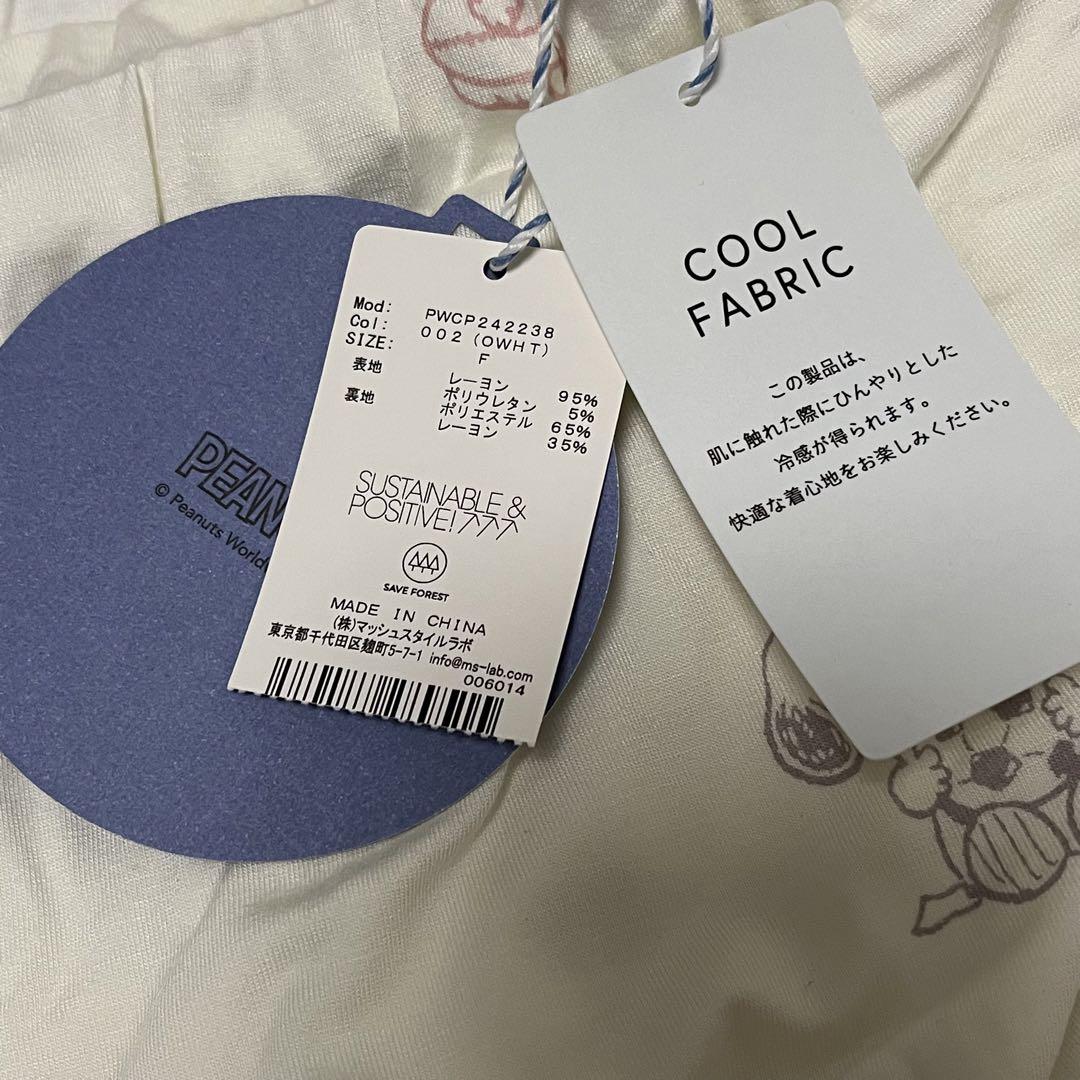 PEAN
© Peanuts World
Mod: PWCP242238
Col: 002 (OWHT)
SIZE: F
表地 レーヨン 95%
ポリウレタン 5%
裏地 ポリエステル 65%
レーヨン 35%
SUSTAINABLE &
POSITIVE!
SAVE FOREST
MADE IN CHINA
(株)マッシュスタイルラボ
東京都千代田区麹町5-7-1 info@ms-lab.com
006014
COOL
FABRIC
この製品は、
肌に触れた際にひんやりとした
冷感が得られます。
快適な着心地をお楽しみください。